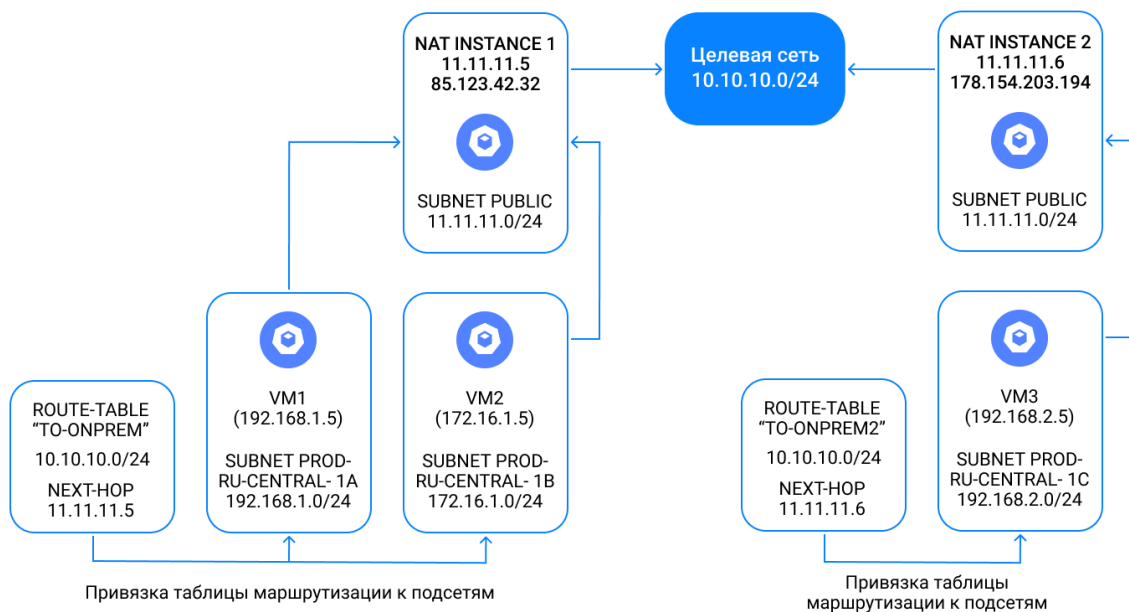 NAT INSTANCE 1
11.11.11.5
85.123.42.32
SUBNET PUBLIC
11.11.11.0/24
Целевая сеть
10.10.10.0/24
NAT INSTANCE 2
11.11.11.6
178.154.203.194
SUBNET PUBLIC
11.11.11.0/24
ROUTE-TABLE
“TO-ONPREM”
10.10.10.0/24
NEXT-HOP
11.11.11.5
VM1
(192.168.1.5)
SUBNET PROD-
RU-CENTRAL- 1A
192.168.1.0/24
VM2
(172.16.1.5)
SUBNET PROD-
RU-CENTRAL- 1B
172.16.1.0/24
Привязка таблицы маршрутизации к подсетям
ROUTE-TABLE
“TO-ONPREM2”
10.10.10.0/24
NEXT-HOP
11.11.11.6
VM3
(192.168.2.5)
SUBNET PROD-
RU-CENTRAL- 1C
192.168.2.0/24
Привязка таблицы
маршрутизации к подсетям